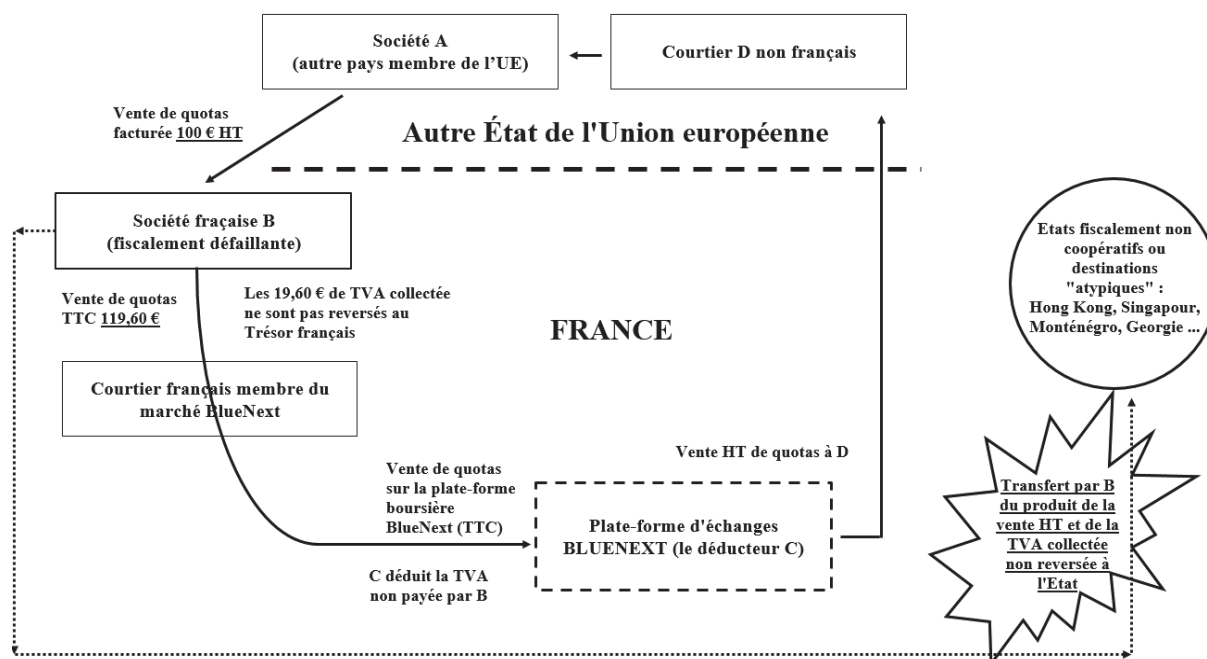 Société A
(autre pays membre de l'UE)
Courtier D non français
Vente de quotas
facturée 100 € HT
Autre État de l'Union européenne
Société fraçaise B
(fiscalement défaillante)
Vente de quotas
TTC 119,60 €
Les 19,60 € de TVA collectée
ne sont pas reversés au
Trésor français
FRANCE
Etats fiscalement non
coopératifs ou
destinations
"atypiques" :
Hong Kong, Singapour,
Monténégro, Georgie ...
Courtier français membre du
marché BlueNext
Vente HT de quotas à D
Vente de quotas
sur la plate-forme
boursière
BlueNext (TTC)
Plate-forme d'échanges
BLUENEXT (le déducteur C)
C déduit la TVA
non payée par B
Transfert par B
du produit de la
vente HT et de la
TVA collectée
non reversée à
l'Etat